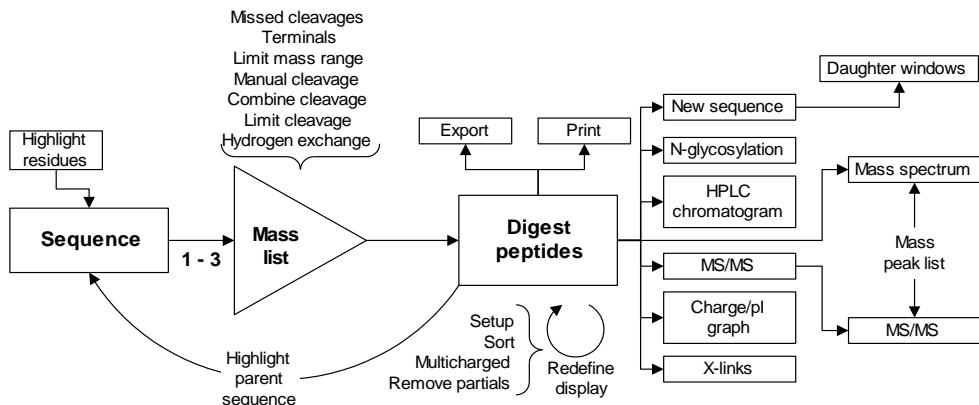 Missed cleavages
Terminals
Limit mass range
Manual cleavage
Combine cleavage
Limit cleavage
Hydrogen exchange
Highlight
residues
Sequence
1 - 3
Mass
list
Export
Print
Digest
peptides
Highlight
parent
sequence
Setup
Sort
Multicharged
Remove partials
Redefine
display
New sequence
N-glycosylation
HPLC
chromatogram
MS/MS
Charge/pI
graph
X-links
Daughter windows
Mass spectrum
Mass
peak list
MS/MS